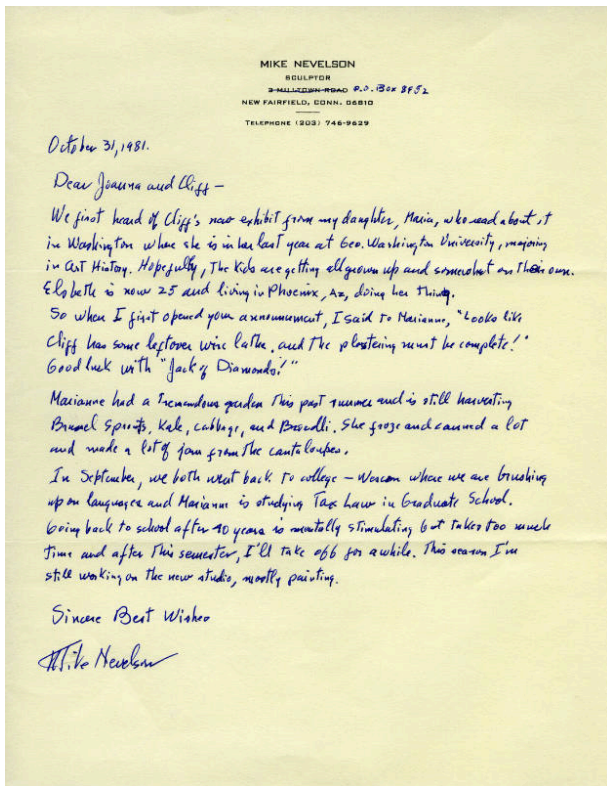 MIKE NEVELSON
SCULPTOR
3 MILLTOWN ROAD P.O. Box 8952
NEW FAIRFIELD, CONN. 06810
TELEPHONE (203) 746-9629
October 31, 1981.
Dear Joanna and Cliff –
We first heard of Cliff's new exhibit from my daughter, Maria, who read about it
in Washington where she is in her last year at Geo. Washington University, majoring
in Art History. Hopefully, The Kids are getting all grown up and somewhat on their own.
Elsbeth is now 25 and living in Phoenix, Az, doing her Thing.
So when I first opened your announcement, I said to Marianne, "Looks like
Cliff has some leftover wire lathe, and the plastering must be complete!"
Good luck with "Jack of Diamonds!"
Marianne had a Tremendous garden This past summer and is still harvesting
Brussel Sprouts, Kale, cabbage, and Broccolli. She froze and canned a lot
and made a lot of jam from the cantaloupes.
In September, we both went back to college – Wescon where we are brushing
up on languages and Marianne is studying Tax Law in Graduate School.
Going back to school after 40 years is mentally stimulating but takes too much
time and after This semester, I'll take off for awhile. This season I'm
still working on the new studio, mostly painting.
Sincere Best Wishes
Mike Nevelson